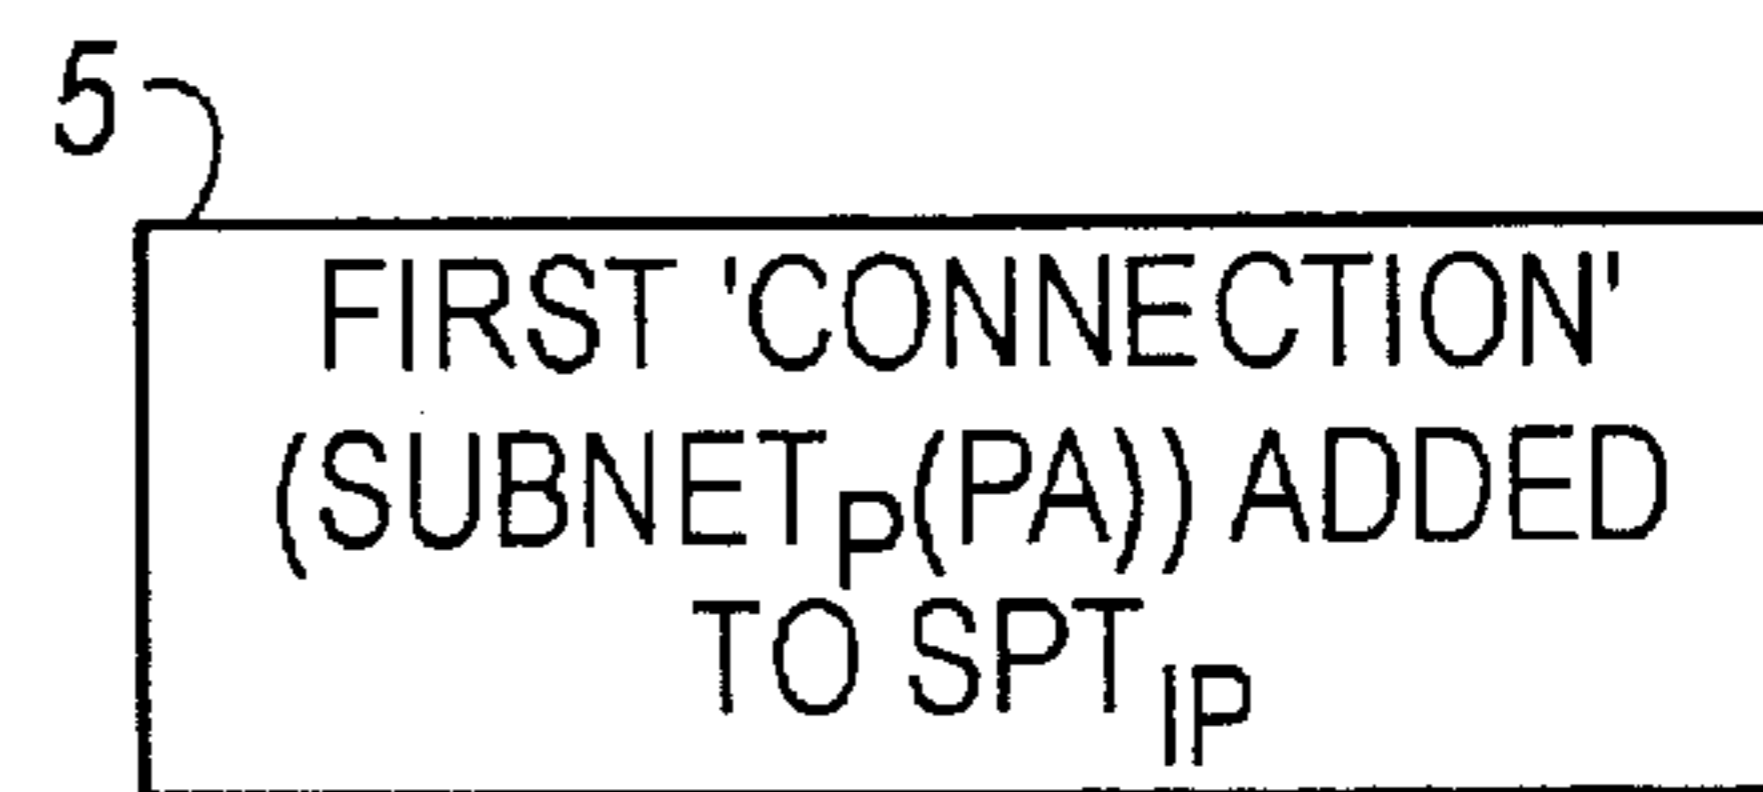 5
FIRST 'CONNECTION'
(SUBNETP(PA)) ADDED
TO SPTIP